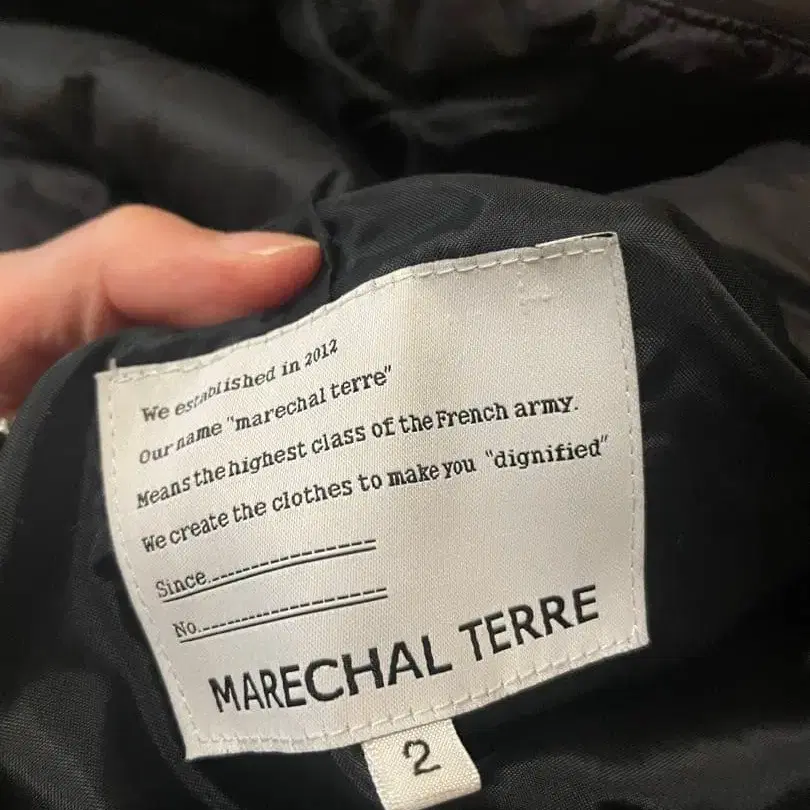 We established in 2012
Our name "marechal terre"
Means the highest class of the French army.
We create the clothes to make you "dignified"
Since
No.
MARECHAL TERRE
2